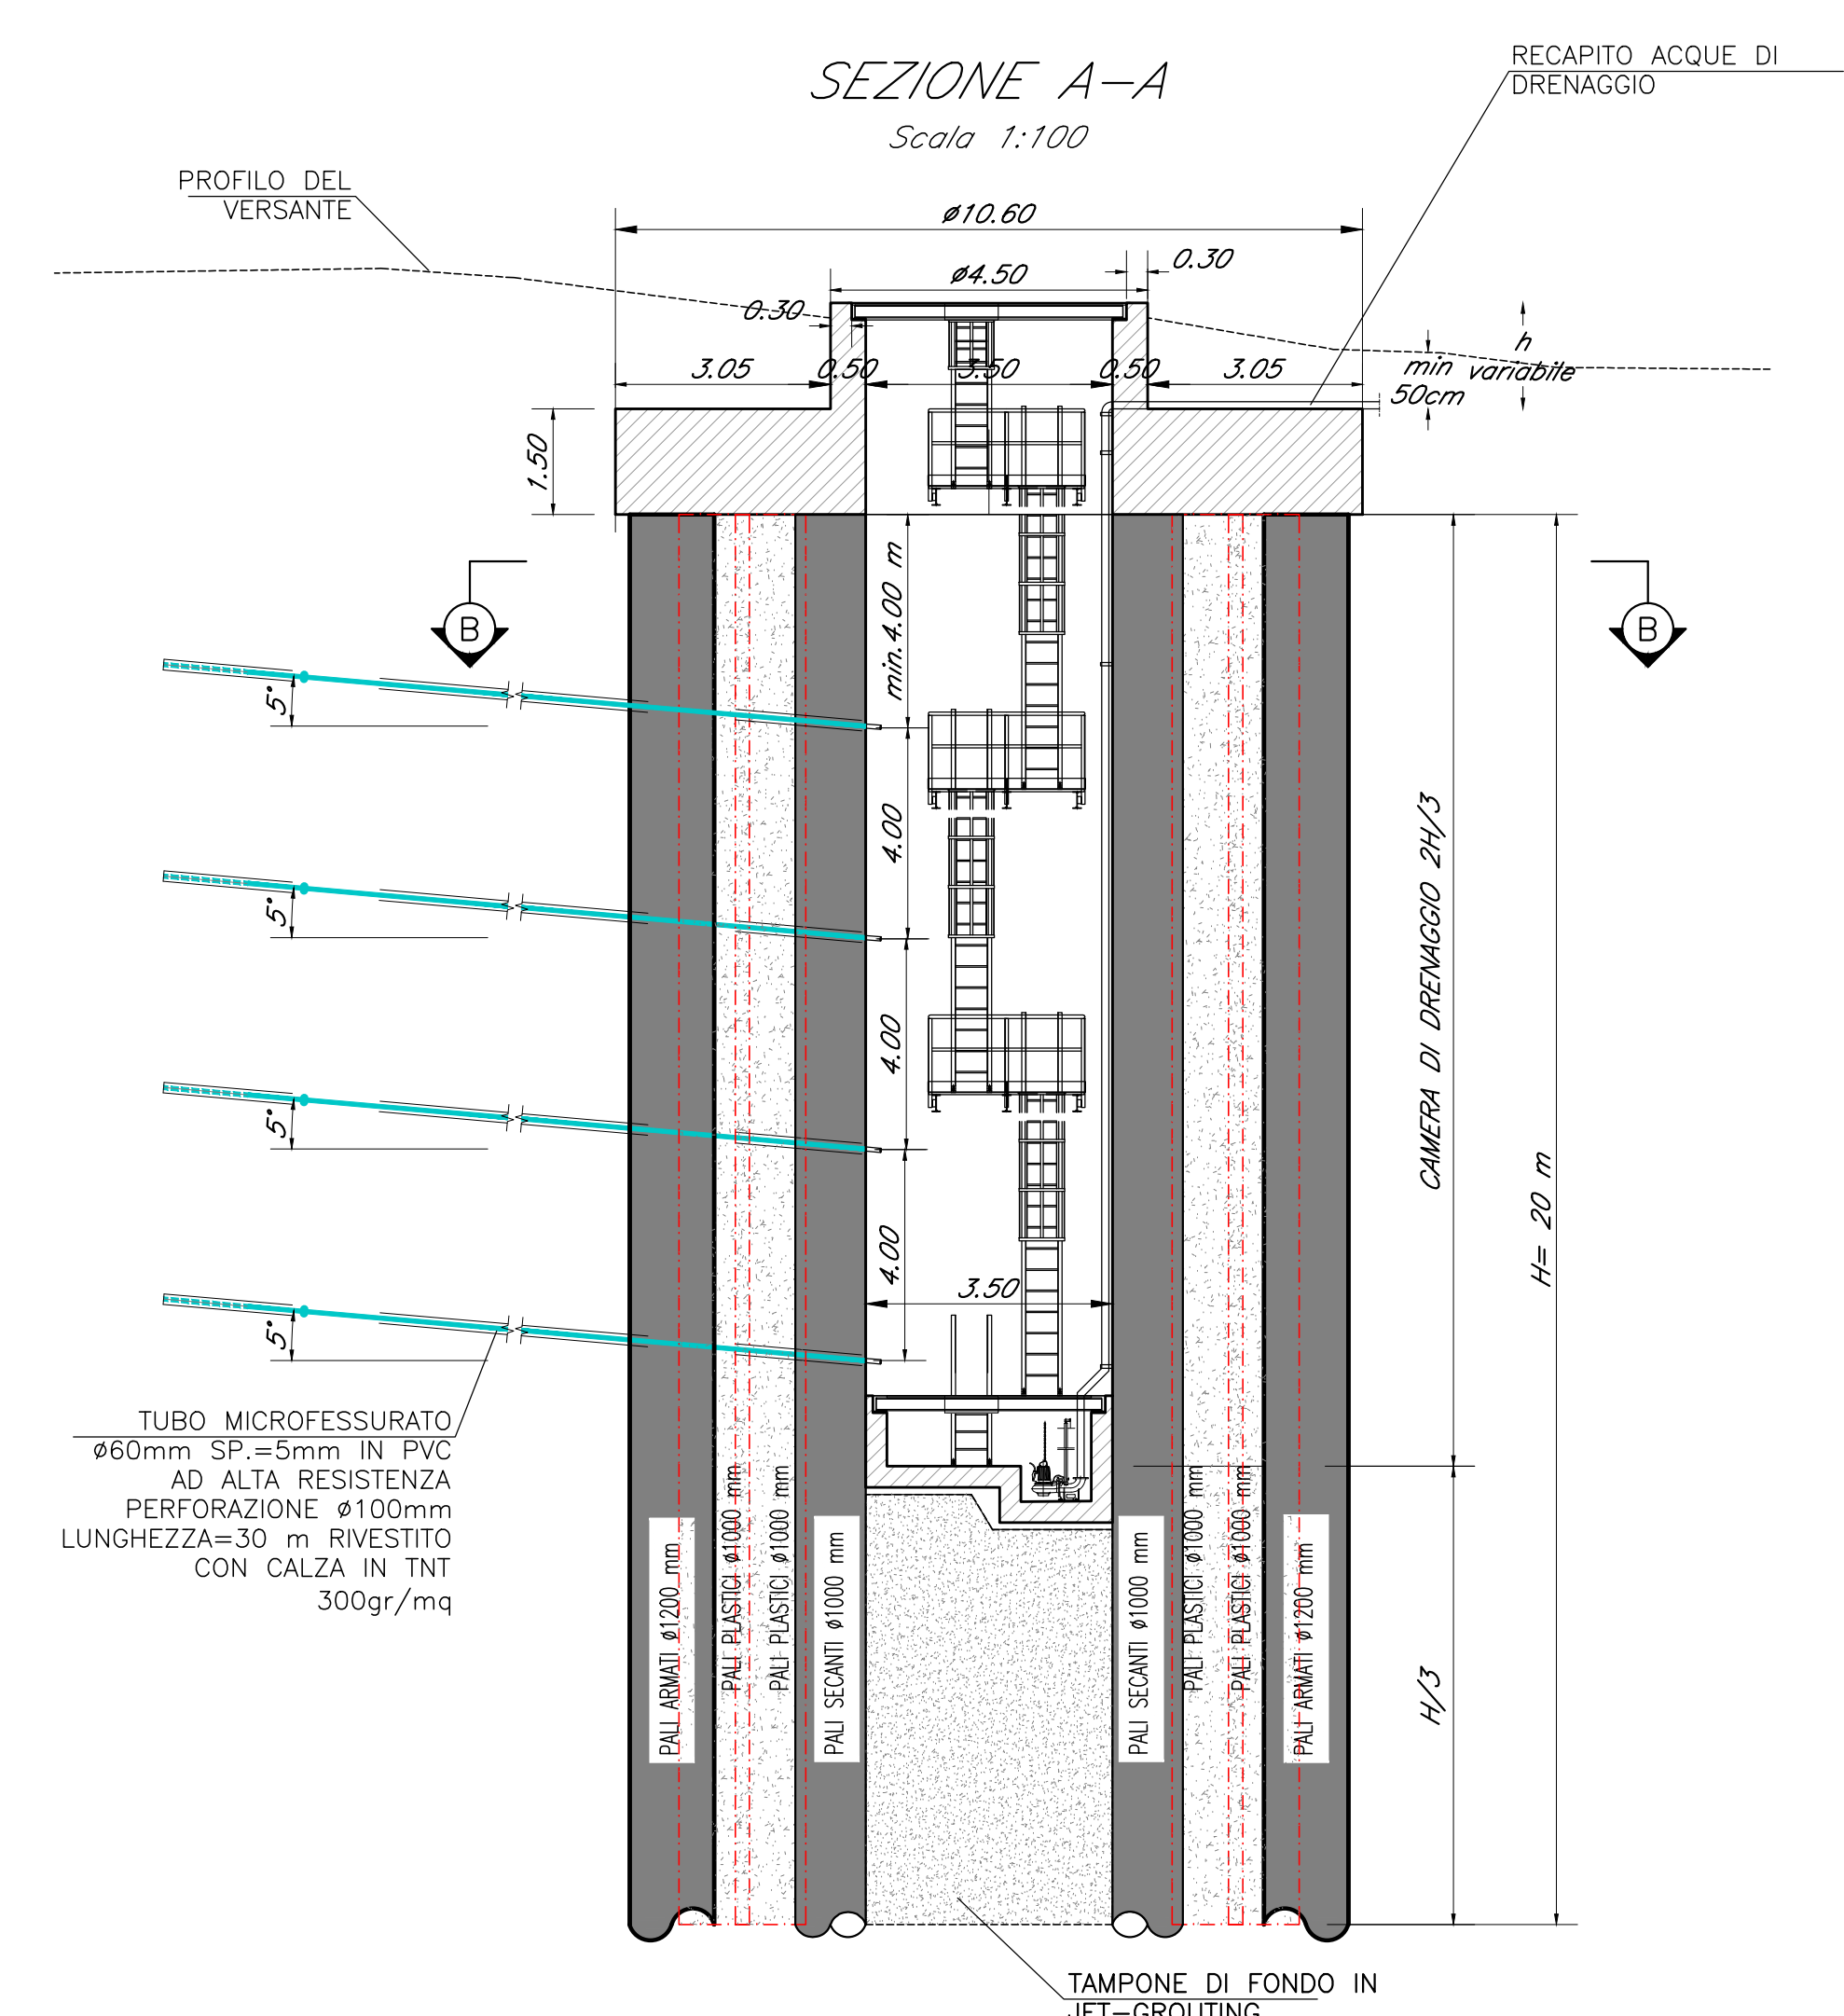 SEZIONE A-A
Scala 1:100
RECAPITO ACQUE DI
DRENAGGIO
PROFILO DEL
VERSANTE
ø10.60
ø4.50
0.30
0.30
3.05
0.50
3.50
0.50
3.05
h
variabile
min
50cm
1.50
B
B
min.4.00 m
4.00
4.00
4.00
5°
5°
5°
5°
3.50
CAMERA DI DRENAGGIO 2H/3
H= 20 m
H/3
TUBO MICROFESSURATO
ø60mm SP.=5mm IN PVC
AD ALTA RESISTENZA
PERFORAZIONE ø100mm
LUNGHEZZA=30 m RIVESTITO
CON CALZA IN TNT
300gr/mq
PALI ARMATI ø1200 mm
PALI PLASTICI ø1000 mm
PALI PLASTICI ø1000 mm
PALI SECANTI ø1000 mm
PALI SECANTI ø1000 mm
PALI PLASTICI ø1000 mm
PALI PLASTICI ø1000 mm
PALI ARMATI ø1200 mm
TAMPONE DI FONDO IN
JET-GROUTING